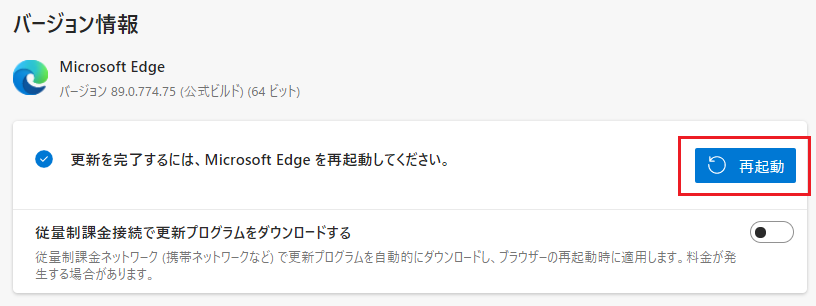 バージョン情報
Microsoft Edge
バージョン 89.0.774.75 (公式ビルド) (64 ビット)
更新を完了するには、Microsoft Edge を再起動してください。
再起動
従量制課金接続で更新プログラムをダウンロードする
従量制課金ネットワーク (携帯ネットワークなど) で更新プログラムを自動的にダウンロードし、ブラウザーの再起動時に適用します。料金が発
生する場合があります。